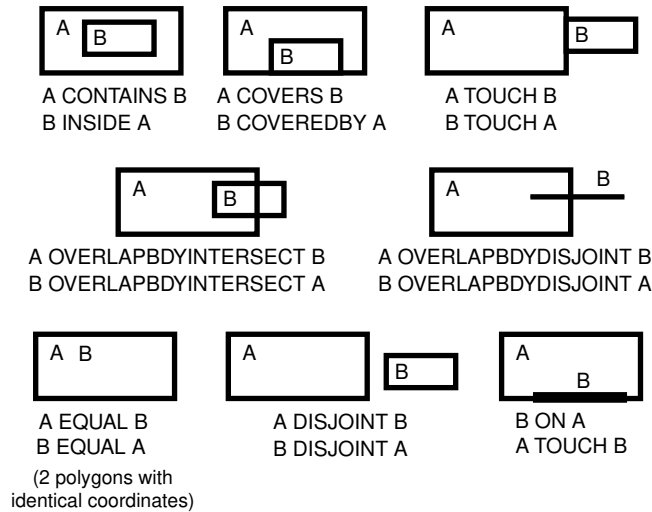 A B
A CONTAINS B
B INSIDE A
A B
A COVERS B
B COVEREDBY A
A B
A TOUCH B
B TOUCH A
A B
A OVERLAPBDYINTERSECT B
B OVERLAPBDYINTERSECT A
A B
A OVERLAPBDYDISJOINT B
B OVERLAPBDYDISJOINT A
A B
A EQUAL B
B EQUAL A
(2 polygons with
identical coordinates)
A B
A DISJOINT B
B DISJOINT A
A
B
B ON A
A TOUCH B